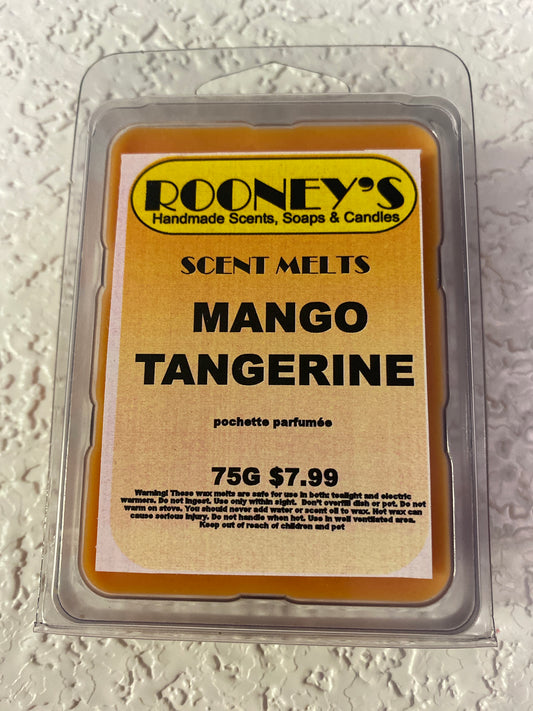 ROONEY'S
Handmade Scents, Soaps & Candles
SCENT MELTS
MANGO
TANGERINE
pochette parfumée
75G $7.99
Warning! These wax melts are safe for use in both: tealight and electric
warmers. Do not ingest. Use only within sight. Don't overfill dish or pot. Do not
warm on stove. You should never add water or scent oil to wax. Hot wax can
cause serious injury. Do not handle when hot. Use in well ventilated area.
Keep out of reach of children and pet